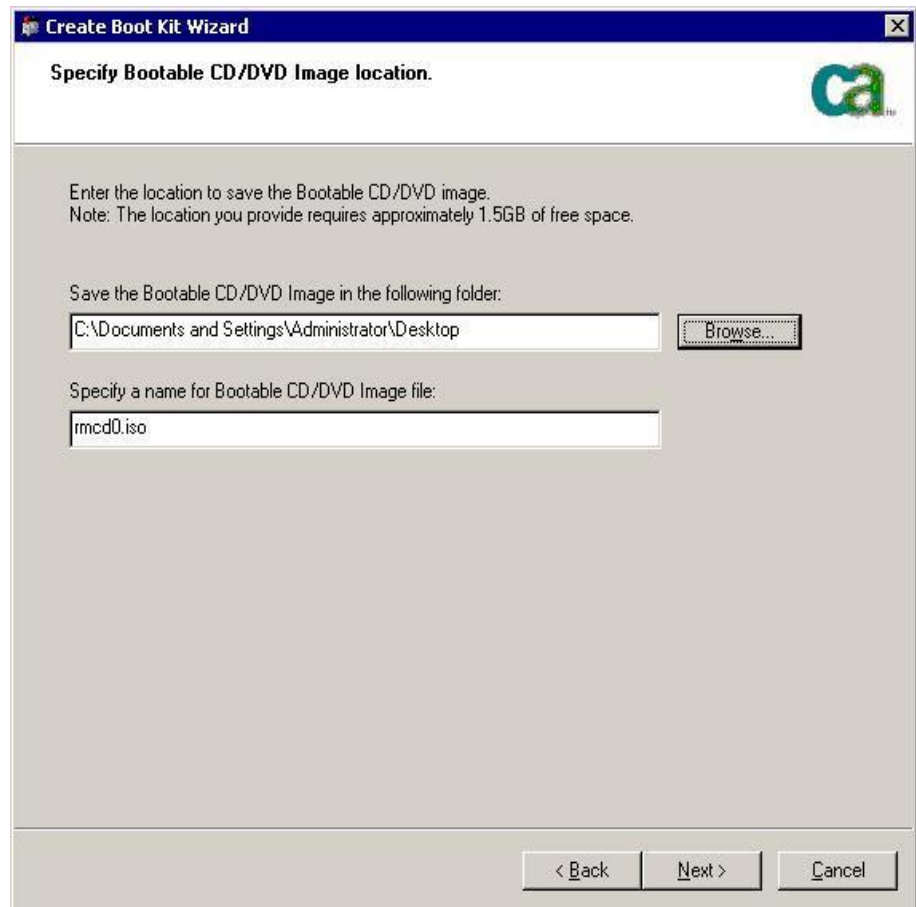 Create Boot Kit Wizard
Specify Bootable CD/DVD Image location.
ca
Enter the location to save the Bootable CD/DVD image.
Note: The location you provide requires approximately 1.5GB of free space.
Save the Bootable CD/DVD Image in the following folder:
C:\Documents and Settings\Administrator\Desktop
Browse...
Specify a name for Bootable CD/DVD Image file:
rmcd0.iso
< Back
Next >
Cancel